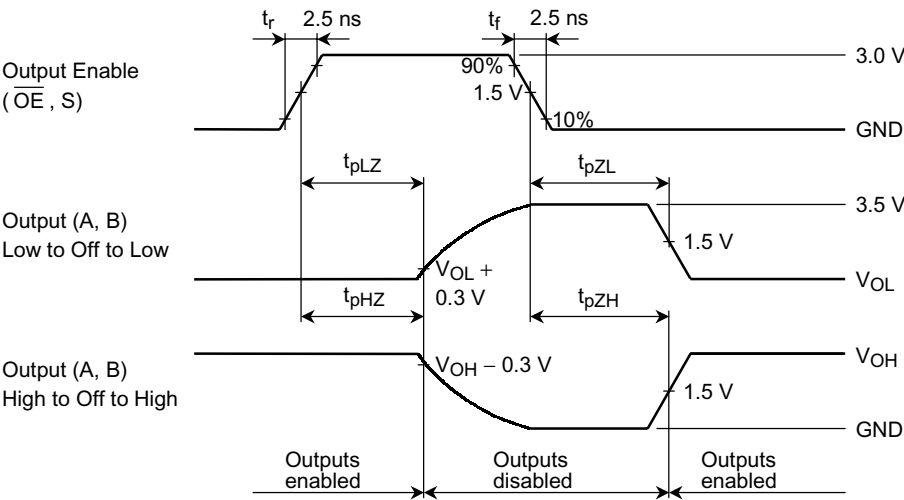 tr 2.5 ns
tf 2.5 ns
Output Enable
( OE , S)
90%
1.5 V
10%
3.0 V
GND
tpLZ
tpZL
Output (A, B)
Low to Off to Low
3.5 V
1.5 V
VOL +
0.3 V
VOL
tpHZ
tpZH
Output (A, B)
High to Off to High
VOH − 0.3 V
VOH
1.5 V
GND
Outputs
enabled
Outputs
disabled
Outputs
enabled